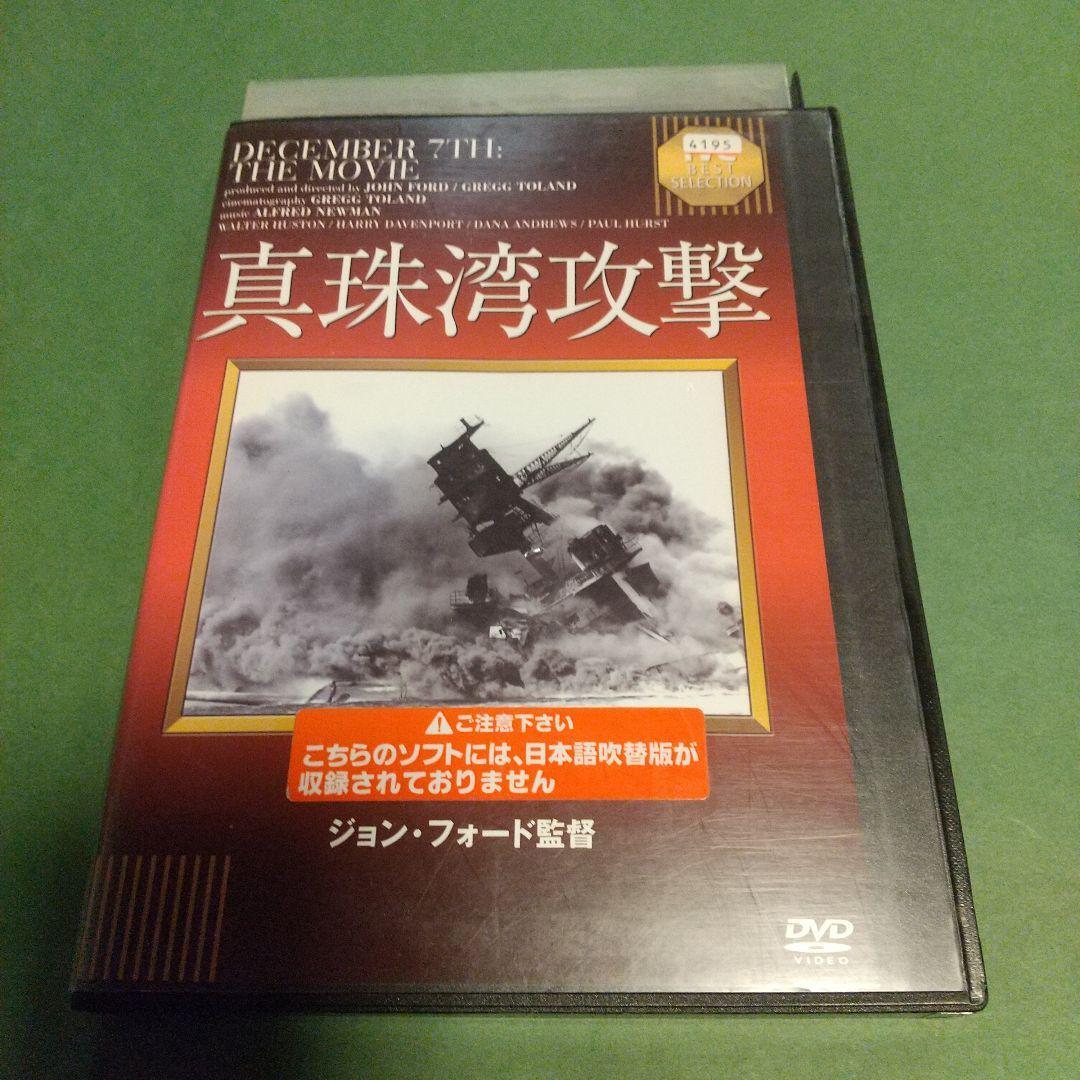 DECEMBER 7TH:
THE MOVIE
produced and directed by JOHN FORD / GREGG TOLAND
cinematography GREGG TOLAND
music ALFRED NEWMAN
WALTER HUSTON / HARRY DAVENPORT / DANA ANDREWS / PAUL HURST
4195
BEST
SELECTION
真珠湾攻撃
ご注意下さい
こちらのソフトには、日本語吹替版が
収録されておりません
ジョン・フォード監督
DVD
VIDEO